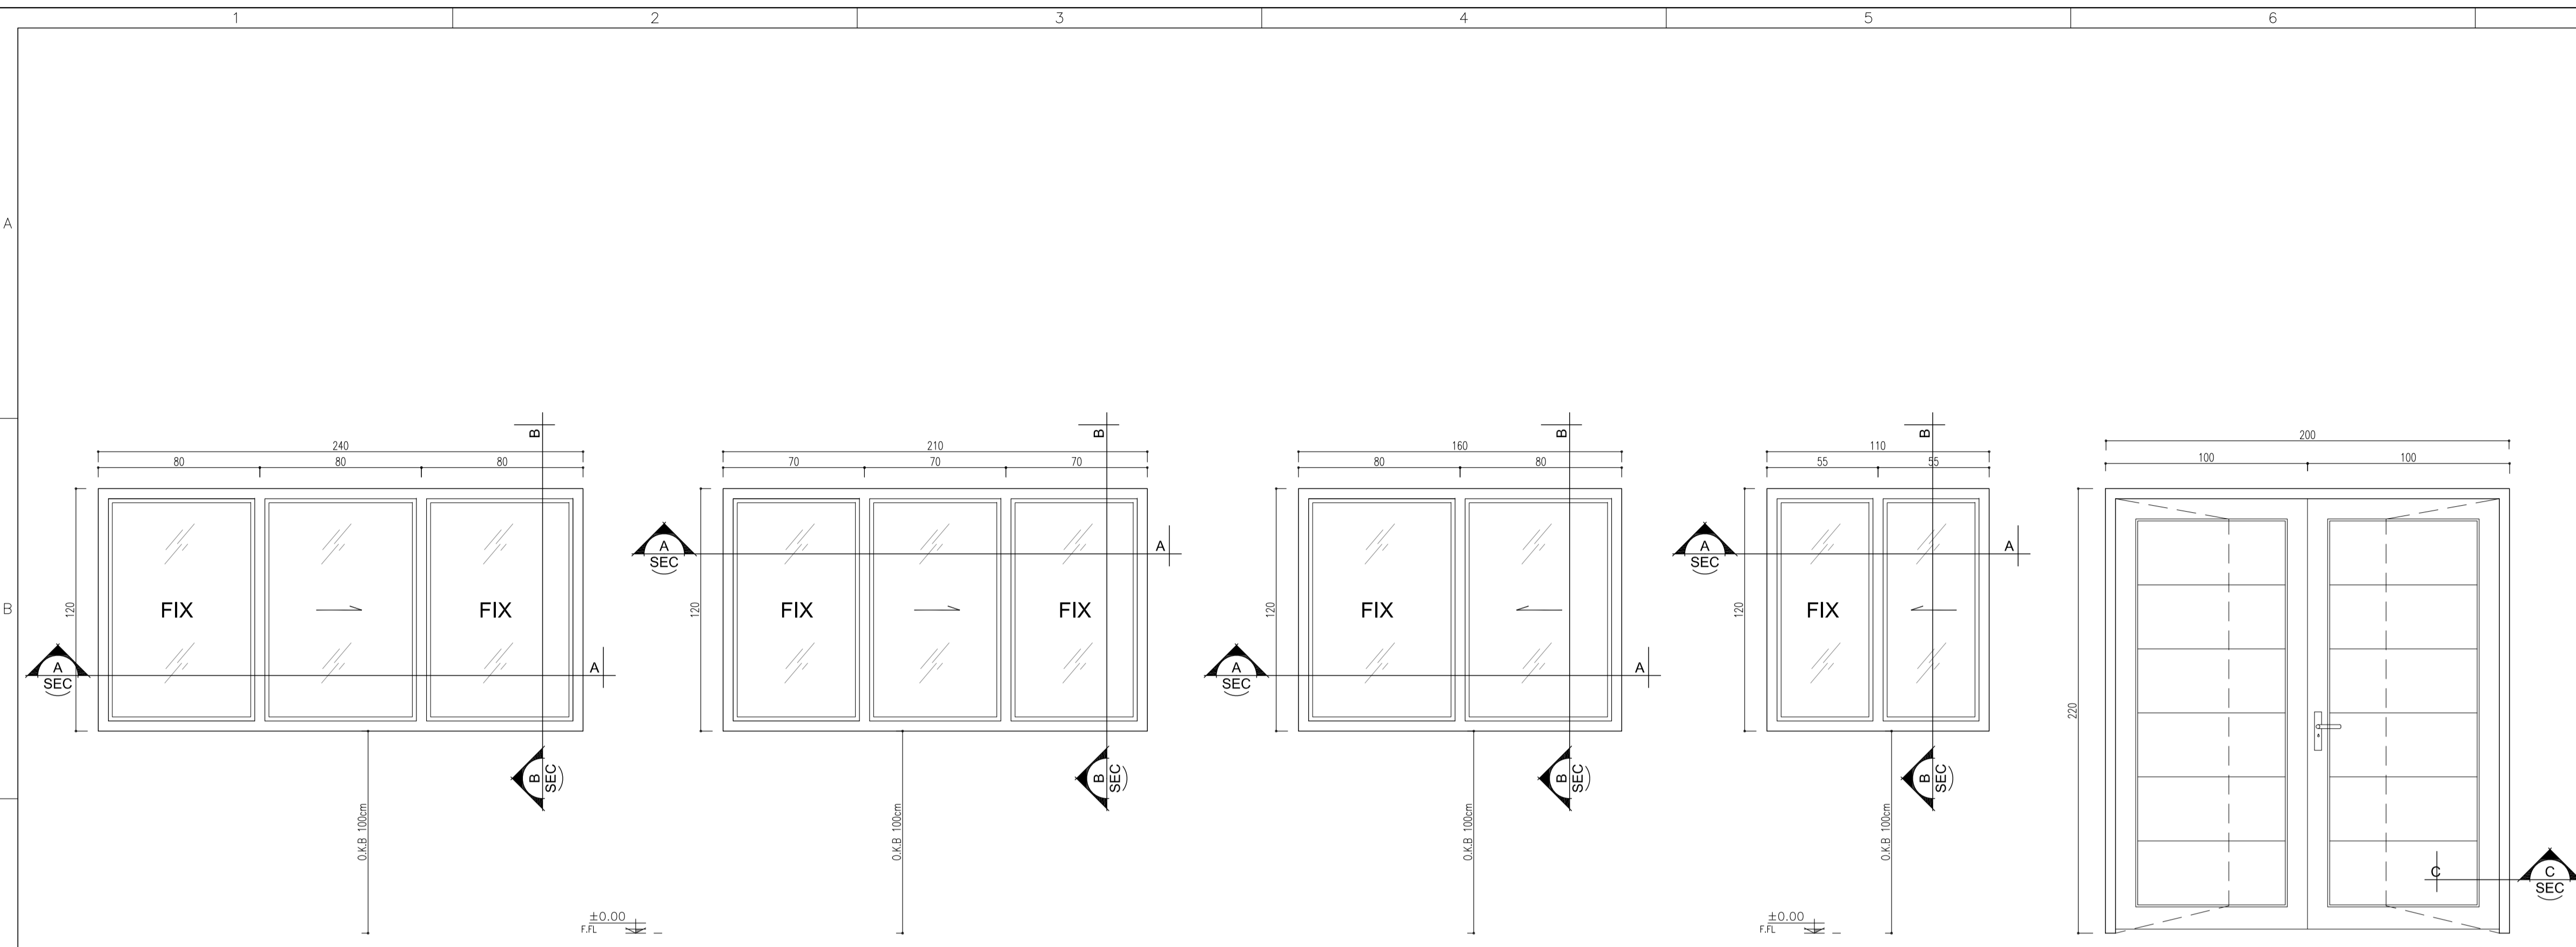 1 2 3 4 5 6
A
B
240
80 80 80
120
FIX FIX
A
SEC
A
B
B
SEC
O.K.B 100cm
±0.00
F.FL
210
70 70 70
120
FIX FIX
A
SEC
A
B
B
SEC
O.K.B 100cm
160
80 80
120
FIX
A
SEC
A
B
B
SEC
O.K.B 100cm
110
55 55
120
FIX
A
SEC
A
B
B
SEC
O.K.B 100cm
±0.00
F.FL
200
100 100
220
C
C
SEC